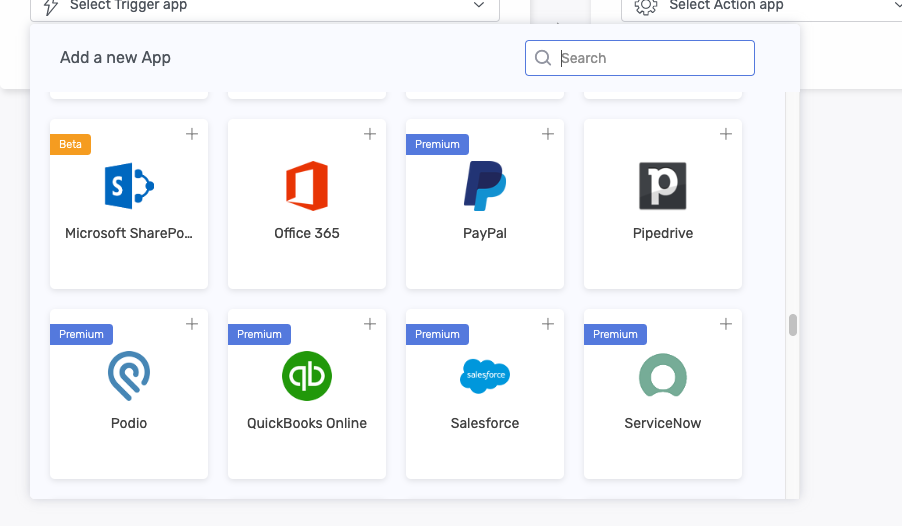 Select Trigger app
Select Action app
Add a new App
Search
Beta
Microsoft SharePo...
Office 365
Premium
PayPal
Pipedrive
Premium
Podio
Premium
qb
QuickBooks Online
Premium
salesforce
Salesforce
Premium
ServiceNow